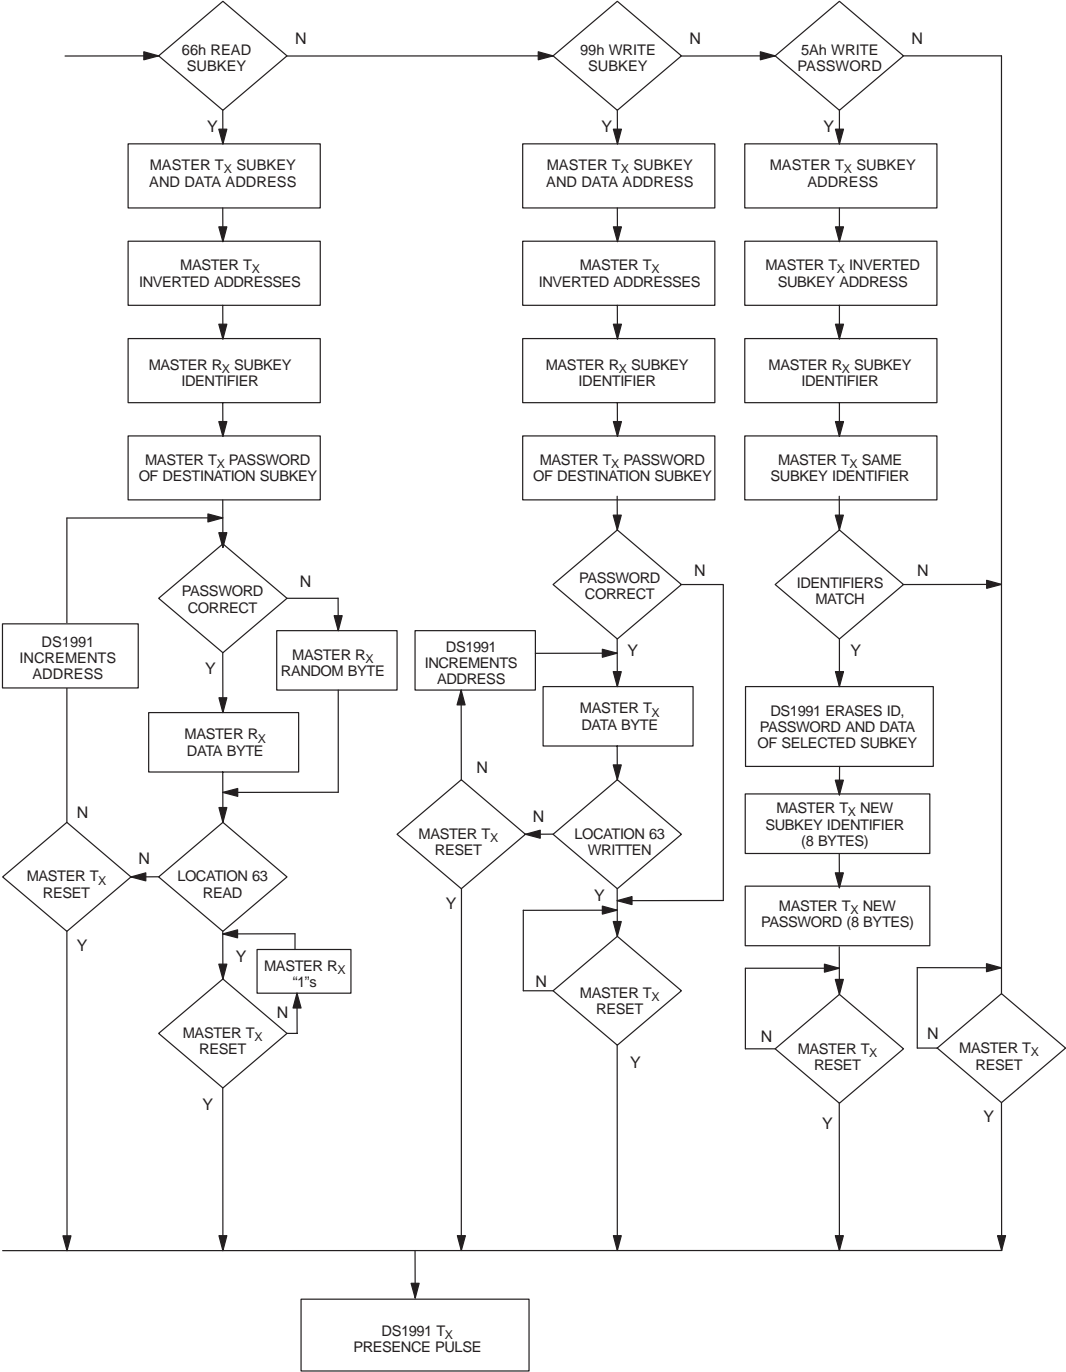 66h READ
SUBKEY
N
Y
MASTER TX SUBKEY
AND DATA ADDRESS
MASTER TX
INVERTED ADDRESSES
MASTER RX SUBKEY
IDENTIFIER
MASTER TX PASSWORD
OF DESTINATION SUBKEY
PASSWORD
CORRECT
N
Y
DS1991
INCREMENTS
ADDRESS
MASTER RX
RANDOM BYTE
MASTER RX
DATA BYTE
LOCATION 63
READ
N
Y
MASTER TX
RESET
N
Y
MASTER RX
“1”s
MASTER TX
RESET
N
Y
99h WRITE
SUBKEY
N
Y
MASTER TX SUBKEY
AND DATA ADDRESS
MASTER TX
INVERTED ADDRESSES
MASTER RX SUBKEY
IDENTIFIER
MASTER TX PASSWORD
OF DESTINATION SUBKEY
PASSWORD
CORRECT
N
Y
DS1991
INCREMENTS
ADDRESS
MASTER TX
DATA BYTE
LOCATION 63
WRITTEN
N
Y
MASTER TX
RESET
N
Y
MASTER TX
RESET
N
Y
5Ah WRITE
PASSWORD
N
Y
MASTER TX SUBKEY
ADDRESS
MASTER TX INVERTED
SUBKEY ADDRESS
MASTER RX SUBKEY
IDENTIFIER
MASTER TX SAME
SUBKEY IDENTIFIER
IDENTIFIERS
MATCH
N
Y
DS1991 ERASES ID,
PASSWORD AND DATA
OF SELECTED SUBKEY
MASTER TX NEW
SUBKEY IDENTIFIER
(8 BYTES)
MASTER TX NEW
PASSWORD (8 BYTES)
MASTER TX
RESET
N
Y
MASTER TX
RESET
N
Y
DS1991 TX
PRESENCE PULSE